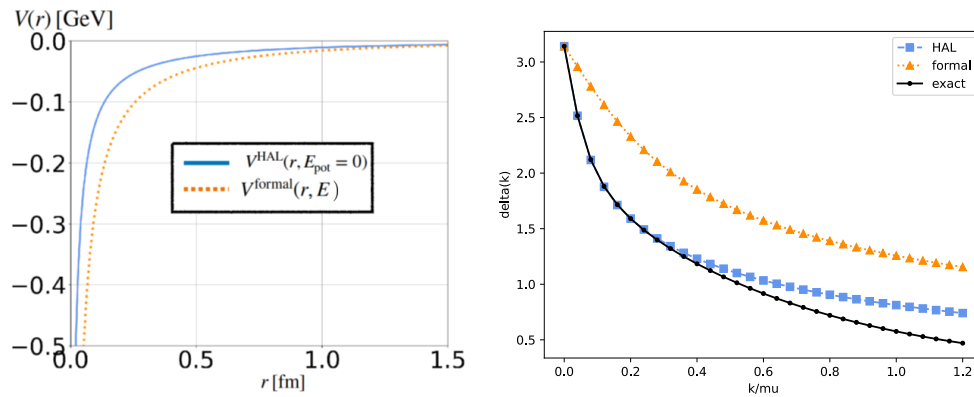 V(r) [GeV]
0.0
−0.1
−0.2
−0.3
−0.4
−0.5
0
0.5
1.0
1.5
r [fm]
V^HAL(r, E_pot = 0)
V^formal(r, E)
3.0
2.5
2.0
1.5
1.0
0.5
delta(k)
0.0 0.2 0.4 0.6 0.8 1.0 1.2
k/mu
HAL
formal
exact